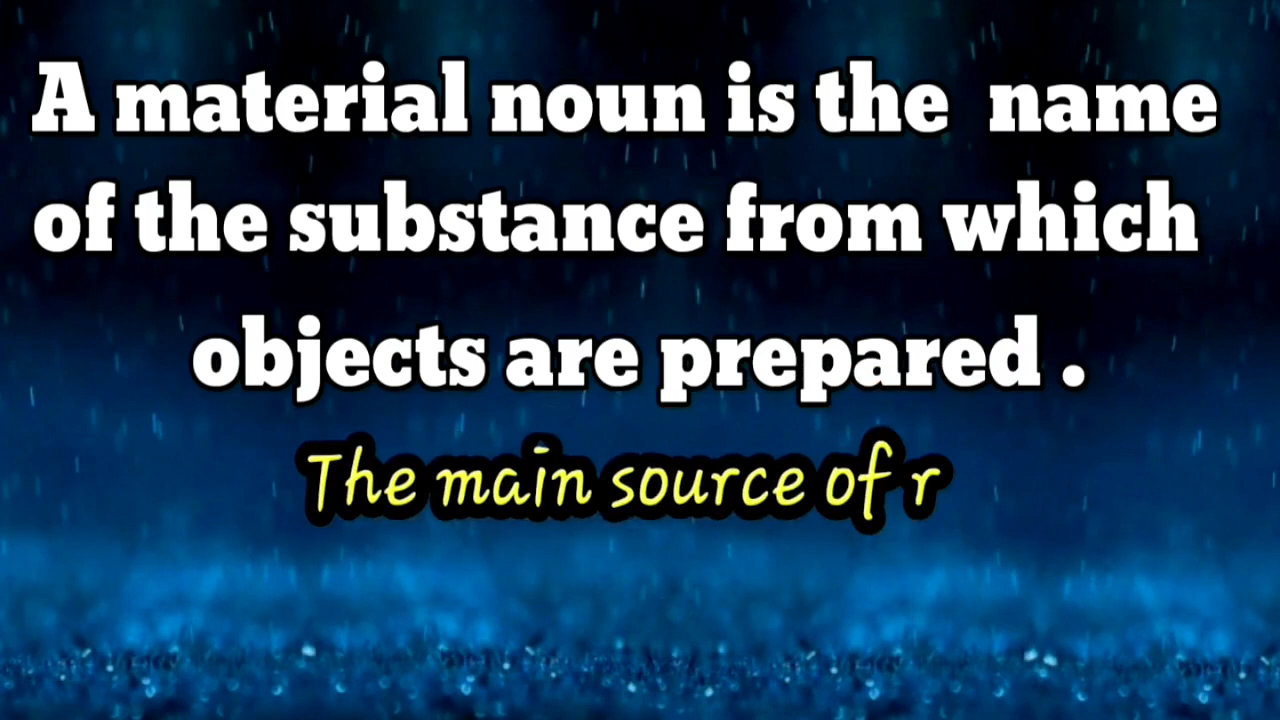 A material noun is the name
of the substance from which
objects are prepared .
The main source of r